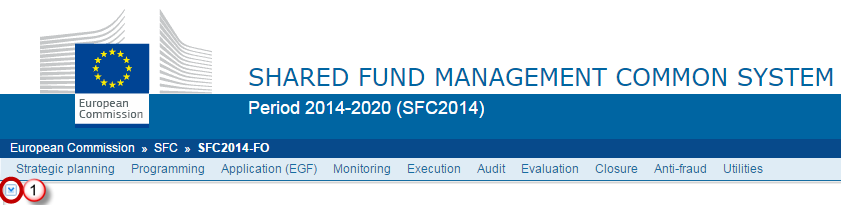 European
Commission
SHARED FUND MANAGEMENT COMMON SYSTEM
Period 2014-2020 (SFC2014)
European Commission » SFC » SFC2014-FO
Strategic planning Programming Application (EGF) Monitoring Execution Audit Evaluation Closure Anti-fraud Utilities
1